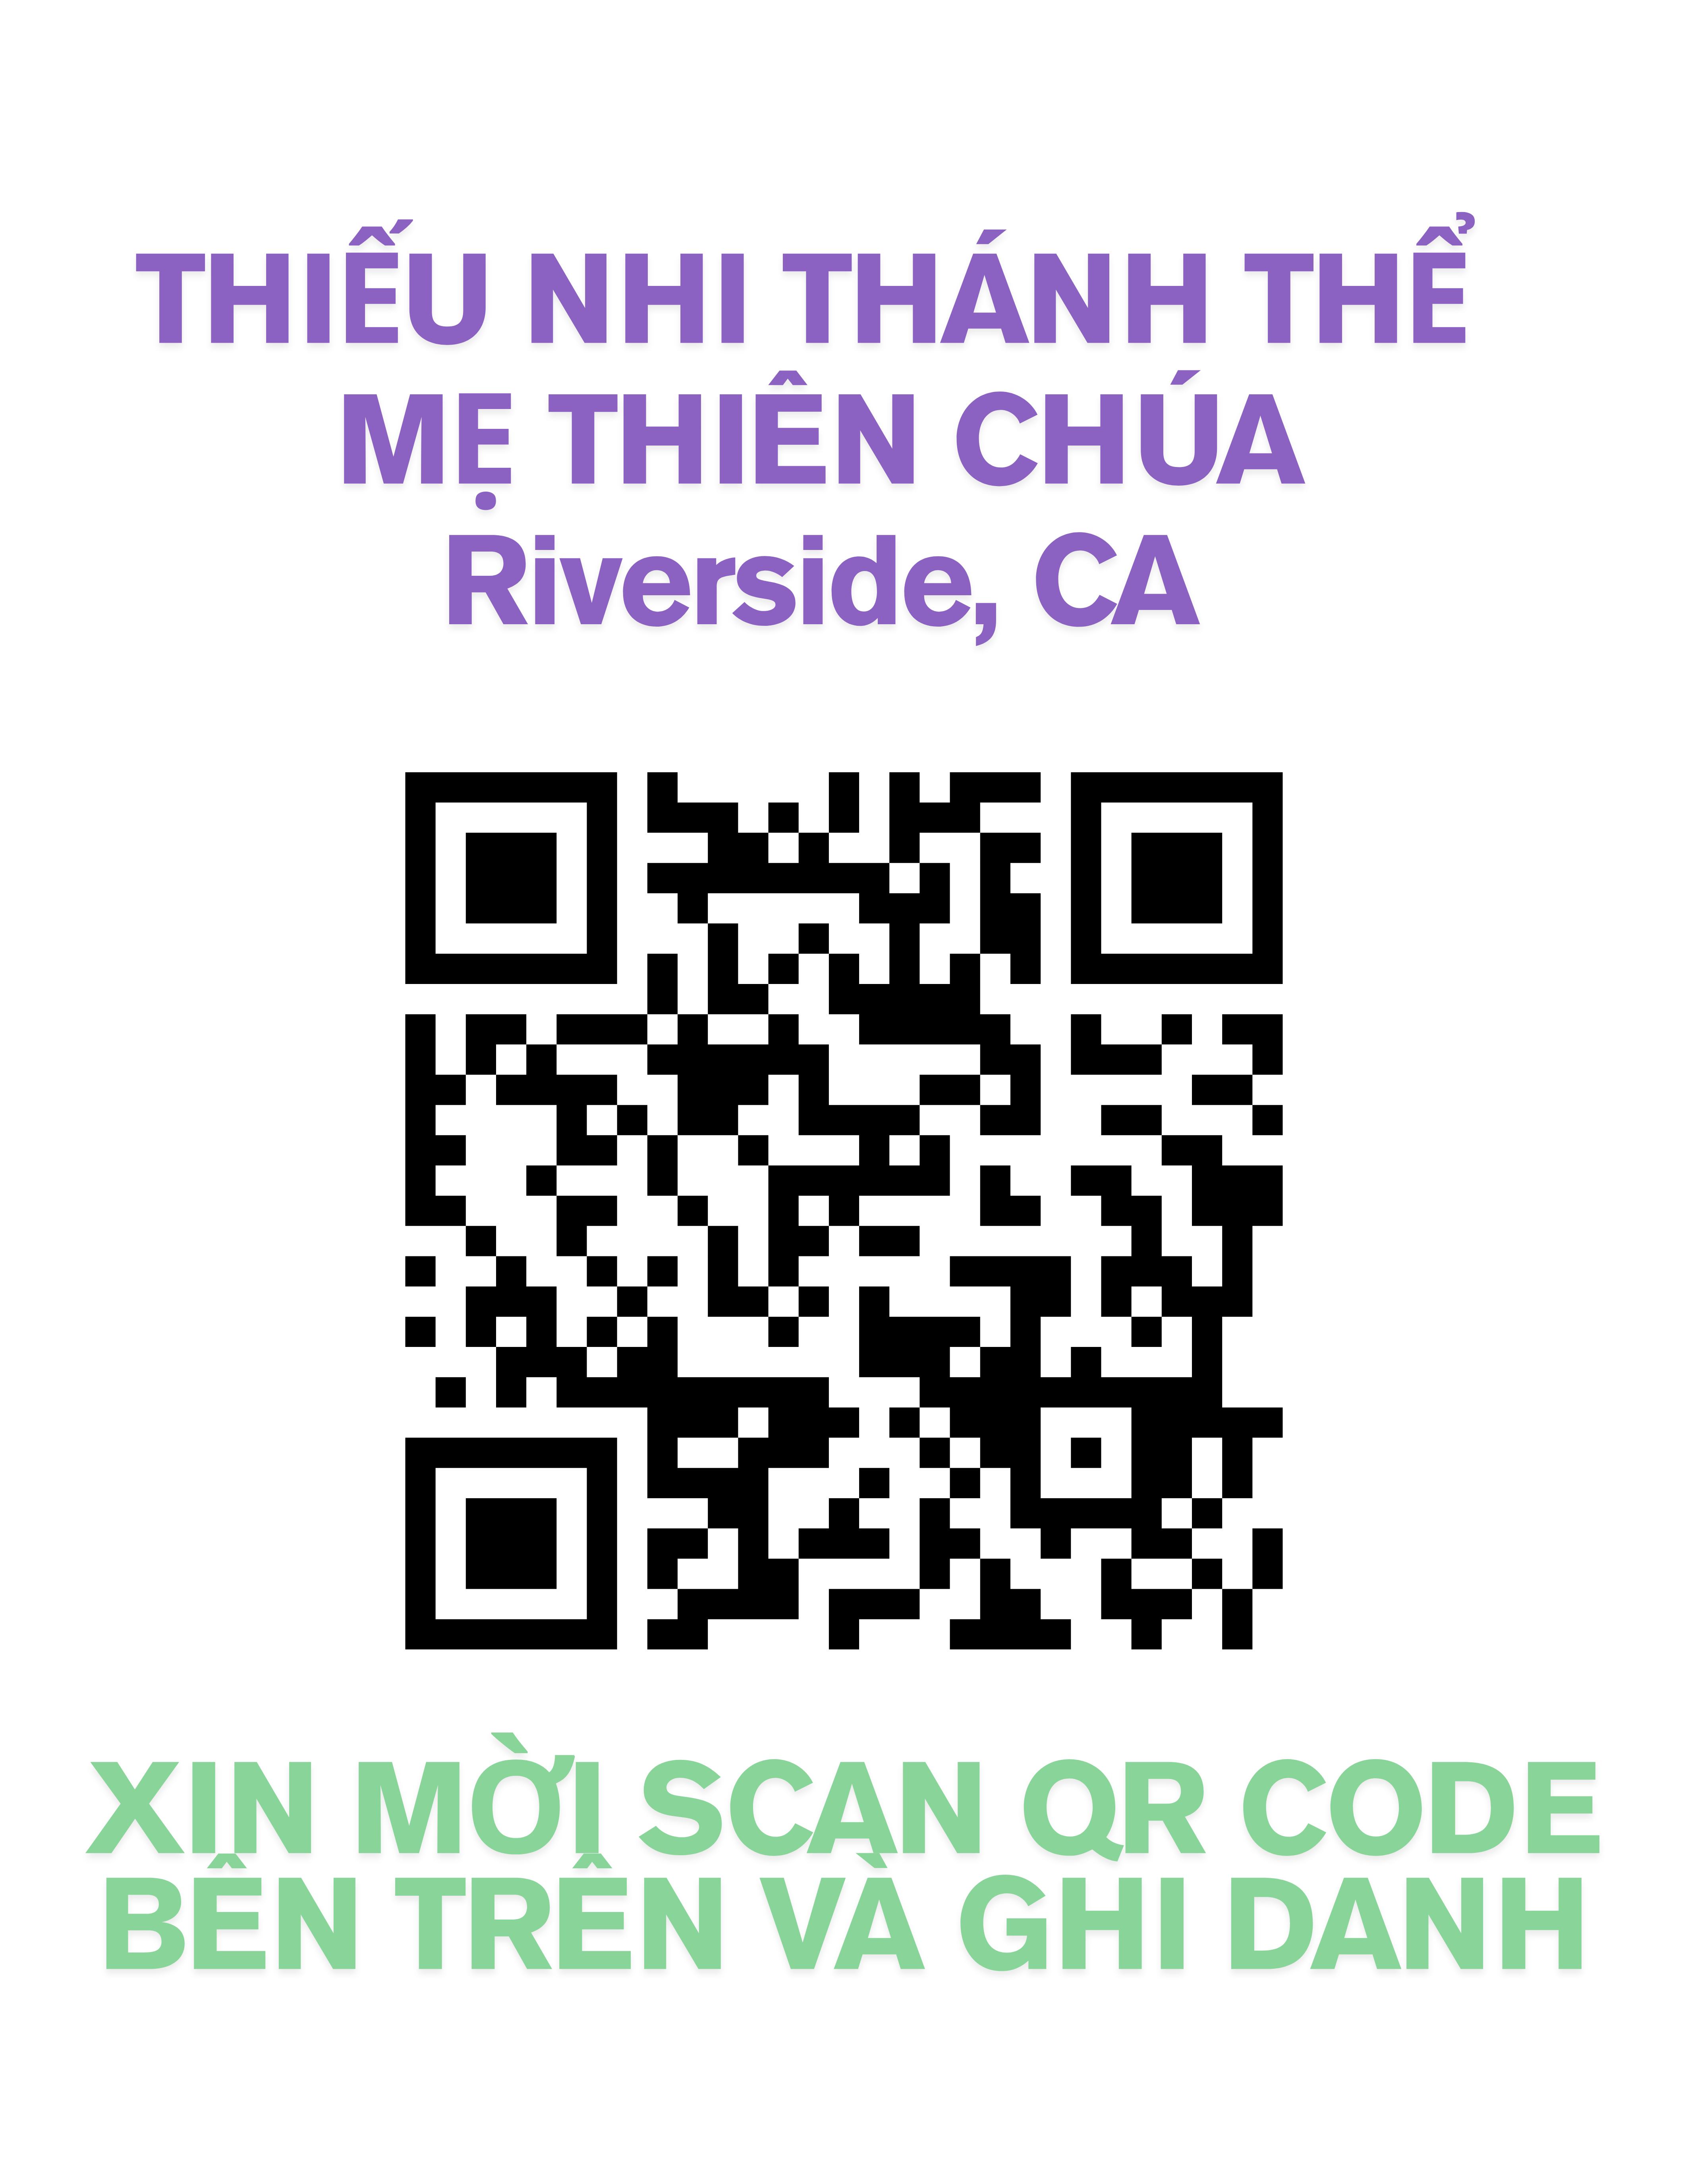 THIẾU NHI THÁNH THỂ
MẸ THIÊN CHÚA
Riverside, CA
XIN MỜI SCAN QR CODE
BÊN TRÊN VÀ GHI DANH